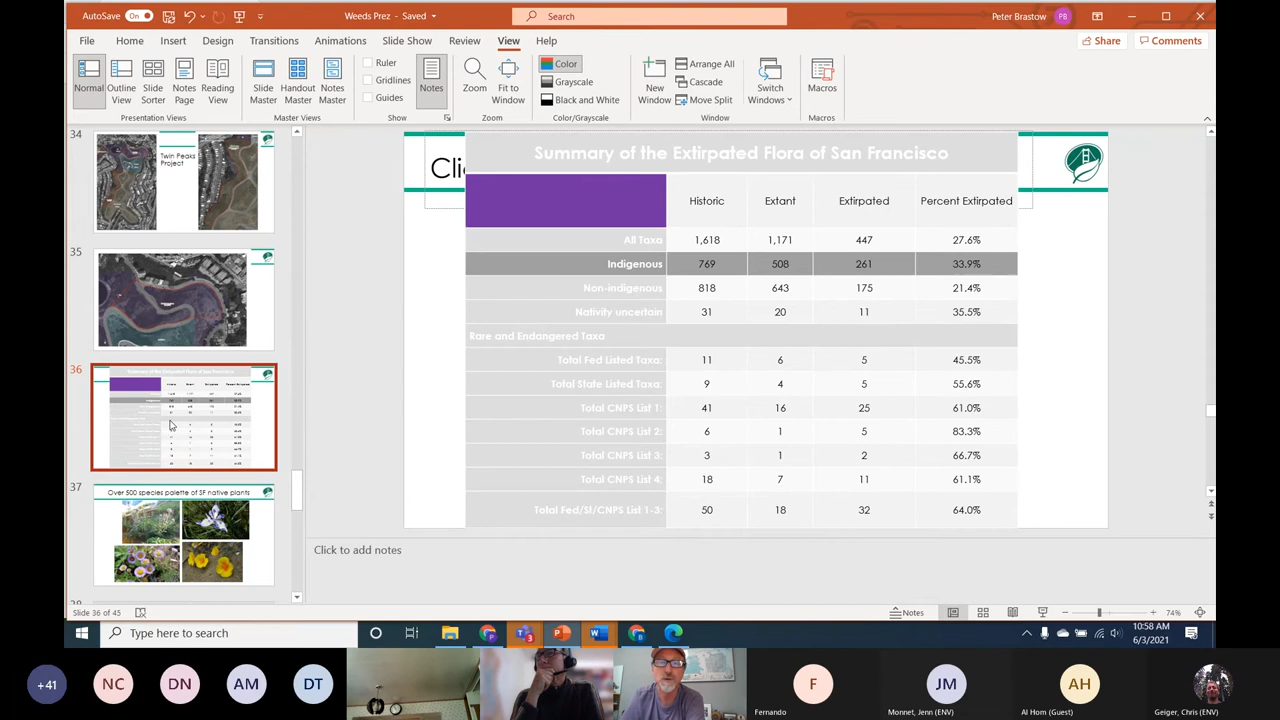 AutoSave On
Weeds Prez - Saved
Search
Peter Brastow PB
File Home Insert Design Transitions Animations Slide Show Review View Help
Share Comments
Normal Outline View Slide Sorter Notes Page Reading View
Presentation Views
Slide Master Handout Master Notes Master
Master Views
Ruler
Gridlines
Guides
Show
Notes
Zoom Fit to Window
Zoom
Color
Grayscale
Black and White
Color/Grayscale
New Window
Arrange All
Cascade
Move Split
Switch Windows
Window
Macros
Macros
34
Twin Peaks Project
35
36
37
Over 500 species palette of SF native plants
Clic
Summary of the Extirpated Flora of San Francisco
Historic Extant Extirpated Percent Extirpated
All Taxa 1,618 1,171 447 27.6%
Indigenous 769 508 261 33.9%
Non-indigenous 818 643 175 21.4%
Nativity uncertain 31 20 11 35.5%
Rare and Endangered Taxa
Total Fed Listed Taxa: 11 6 5 45.5%
Total State Listed Taxa: 9 4 5 55.6%
Total CNPS List 1: 41 16 25 61.0%
Total CNPS List 2: 6 1 5 83.3%
Total CNPS List 3: 3 1 2 66.7%
Total CNPS List 4: 18 7 11 61.1%
Total Fed/St/CNPS List 1-3: 50 18 32 64.0%
Click to add notes
Slide 36 of 45
Notes
74%
Type here to search
3
10:58 AM
6/3/2021
+41 NC DN AM DT F JM AH
Fernando Monnet, Jenn (ENV) Al Hom (Guest) Geiger, Chris (ENV)